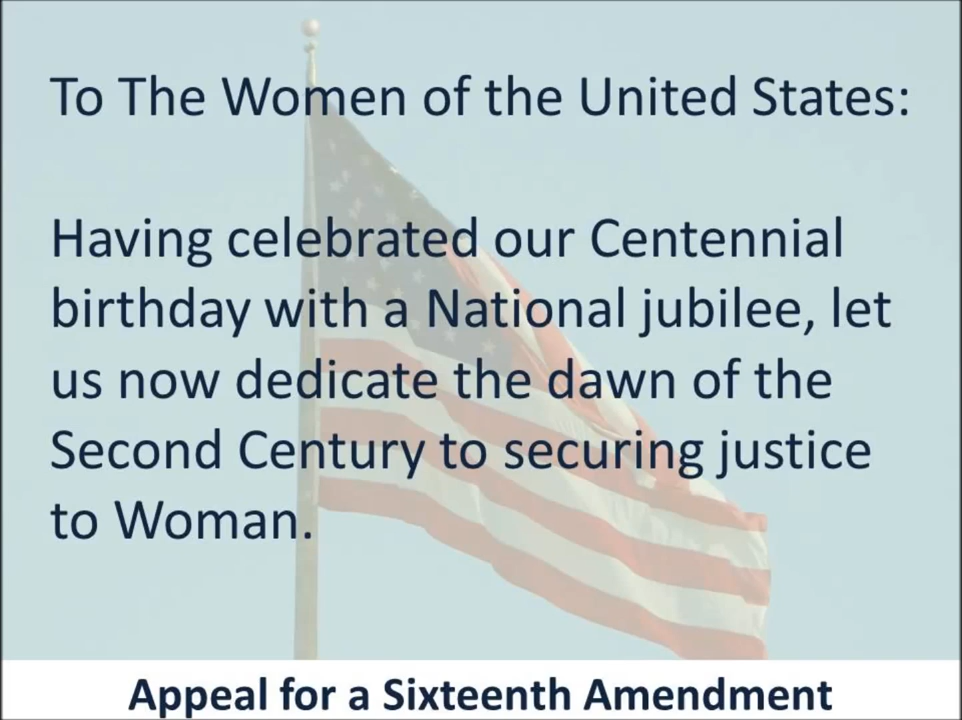 To The Women of the United States:
Having celebrated our Centennial
birthday with a National jubilee, let
us now dedicate the dawn of the
Second Century to securing justice
to Woman.
Appeal for a Sixteenth Amendment